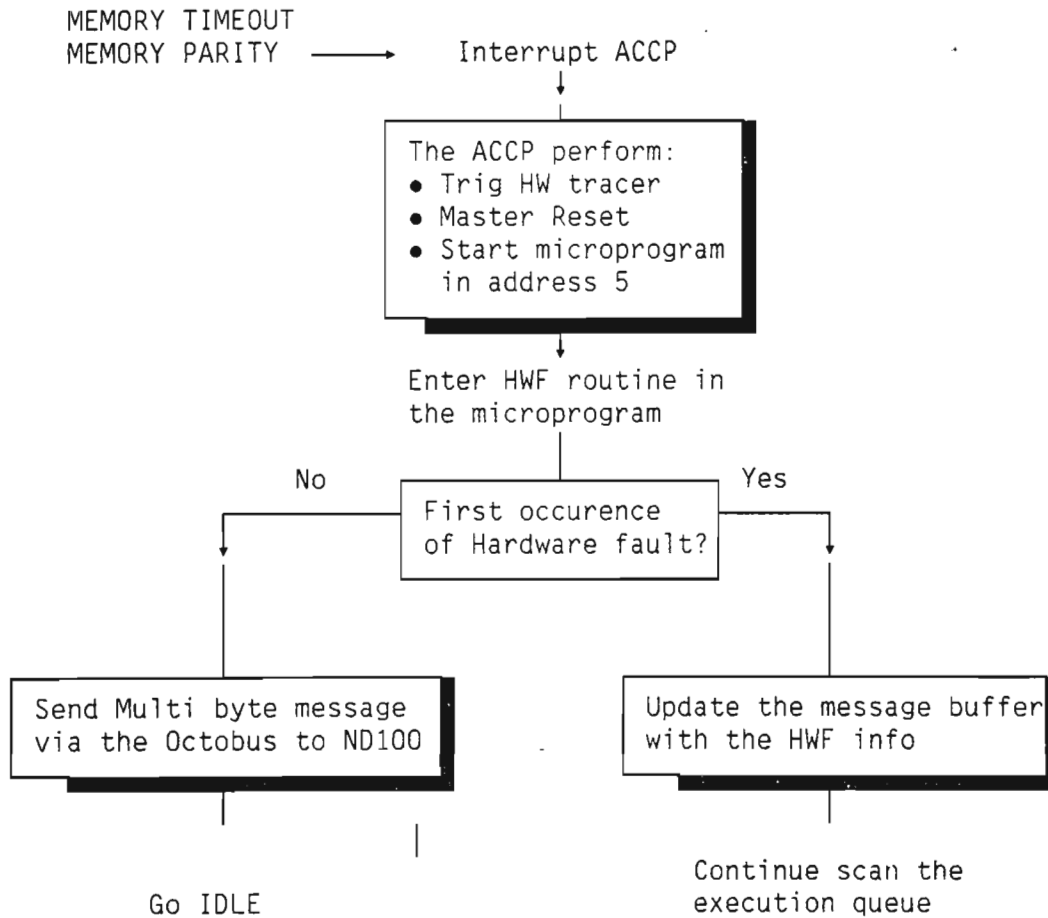 MEMORY TIMEOUT
MEMORY PARITY
Interrupt ACCP
The ACCP perform:
● Trig HW tracer
● Master Reset
● Start microprogram
in address 5
Enter HWF routine in
the microprogram
No
Yes
First occurence
of Hardware fault?
Send Multi byte message
via the Octobus to ND100
Update the message buffer
with the HWF info
Go IDLE
Continue scan the
execution queue